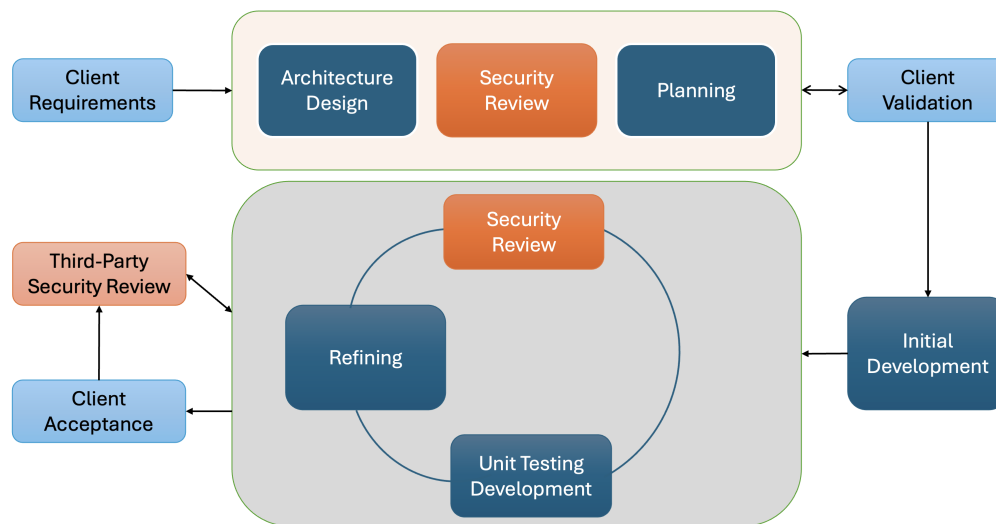 Client
Requirements
Architecture
Design
Security
Review
Planning
Client
Validation
Security
Review
Third-Party
Security Review
Refining
Initial
Development
Client
Acceptance
Unit Testing
Development